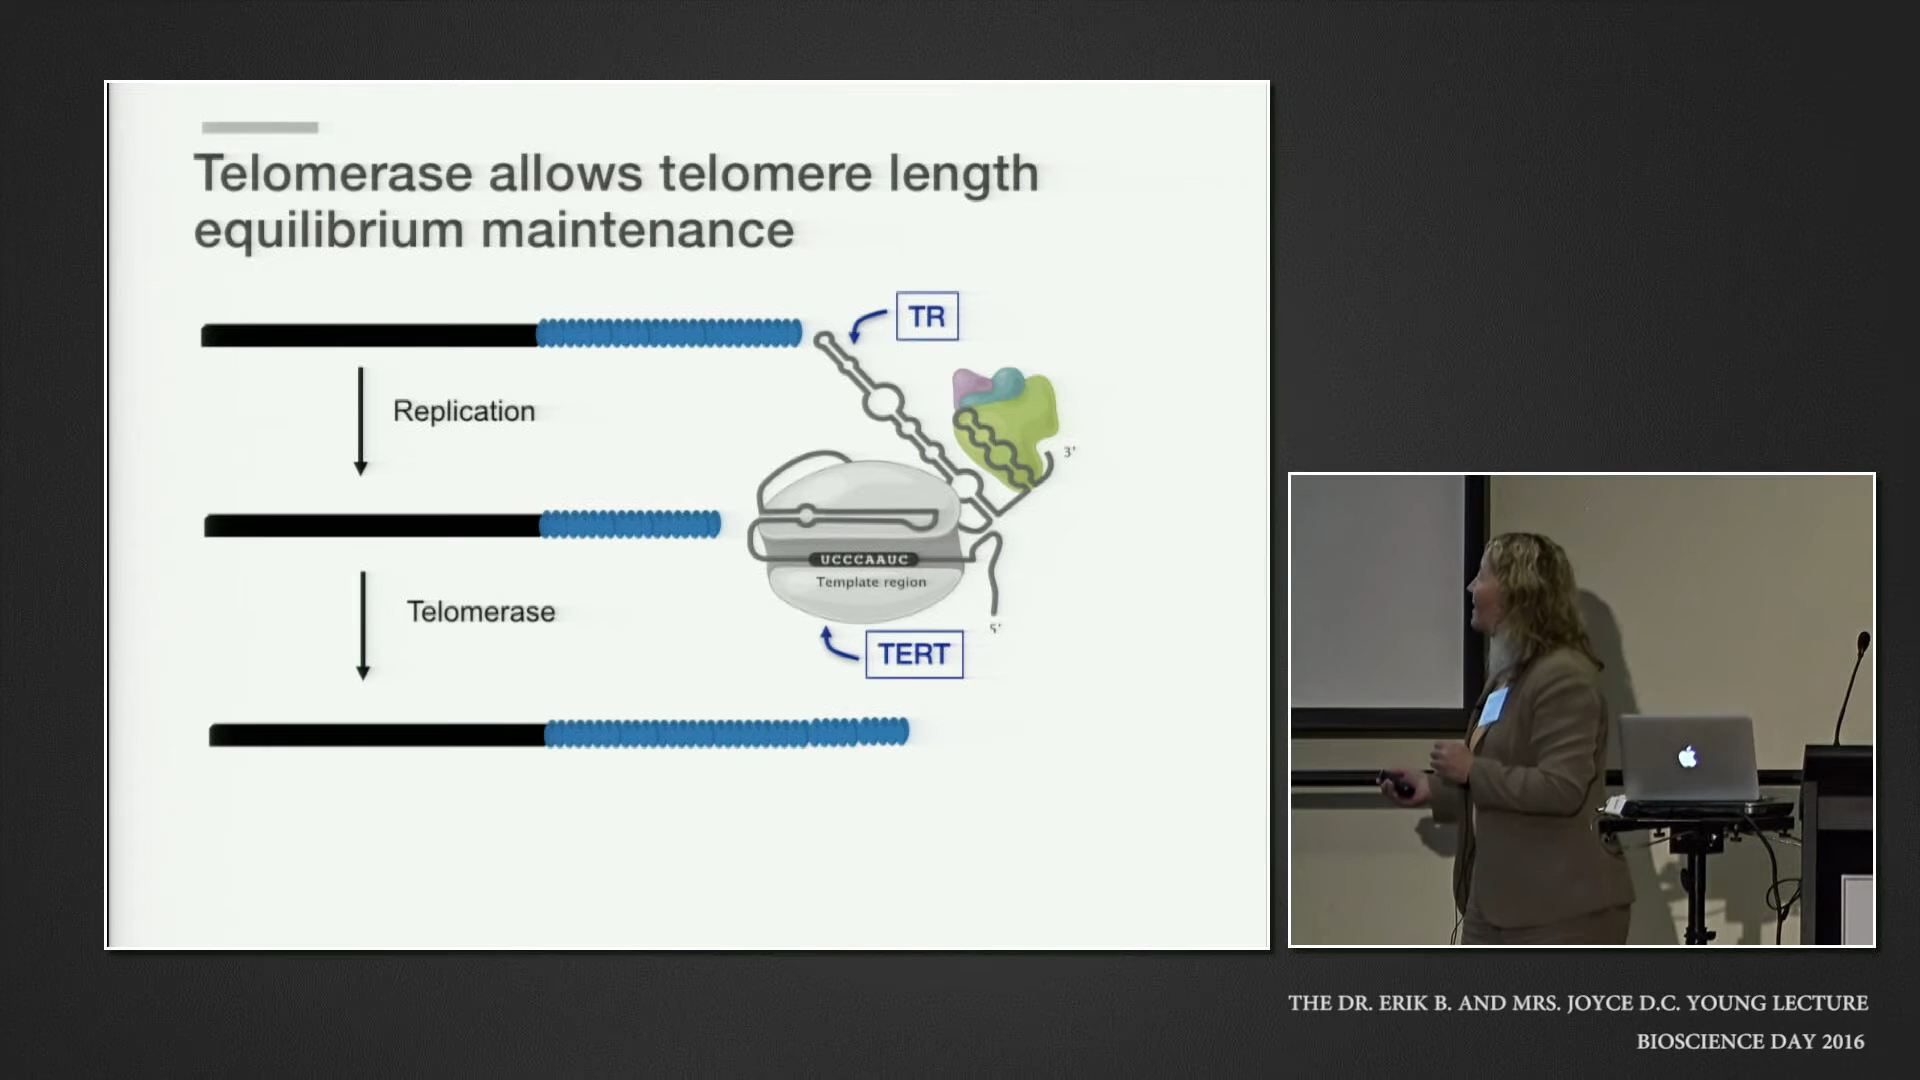 Telomerase allows telomere length
equilibrium maintenance
TR
Replication
3'
UCCCAAUC
Template region
Telomerase
5'
TERT
THE DR. ERIK B. AND MRS. JOYCE D.C. YOUNG LECTURE
BIOSCIENCE DAY 2016